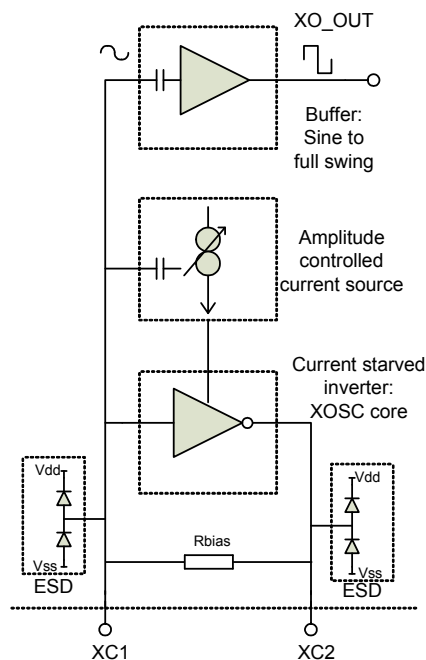 XO_OUT
Buffer:
Sine to
full swing
Amplitude
controlled
current source
Current starved
inverter:
XOSC core
Vdd
Vss
ESD
Rbias
Vdd
Vss
ESD
XC1
XC2